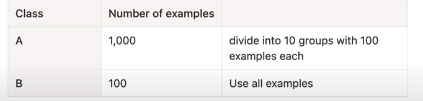 Class Number of examples
A 1,000 divide into 10 groups with 100
examples each
B 100 Use all examples